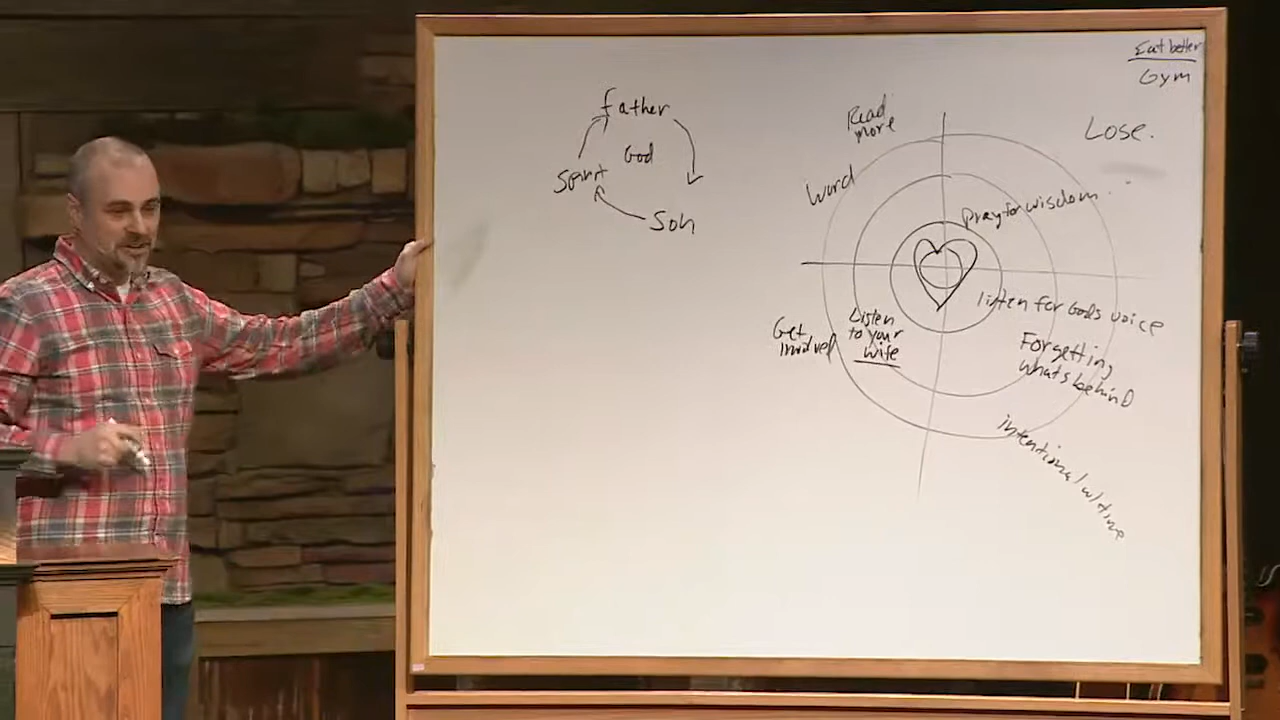 Eat better
Gym
Lose.
Father
God
Spirit
Son
Read
more
Word
pray for wisdom
listen for Gods voice
Get
involved
Listen
to your
wife
Forgetting
whats behind
intentional w/ time